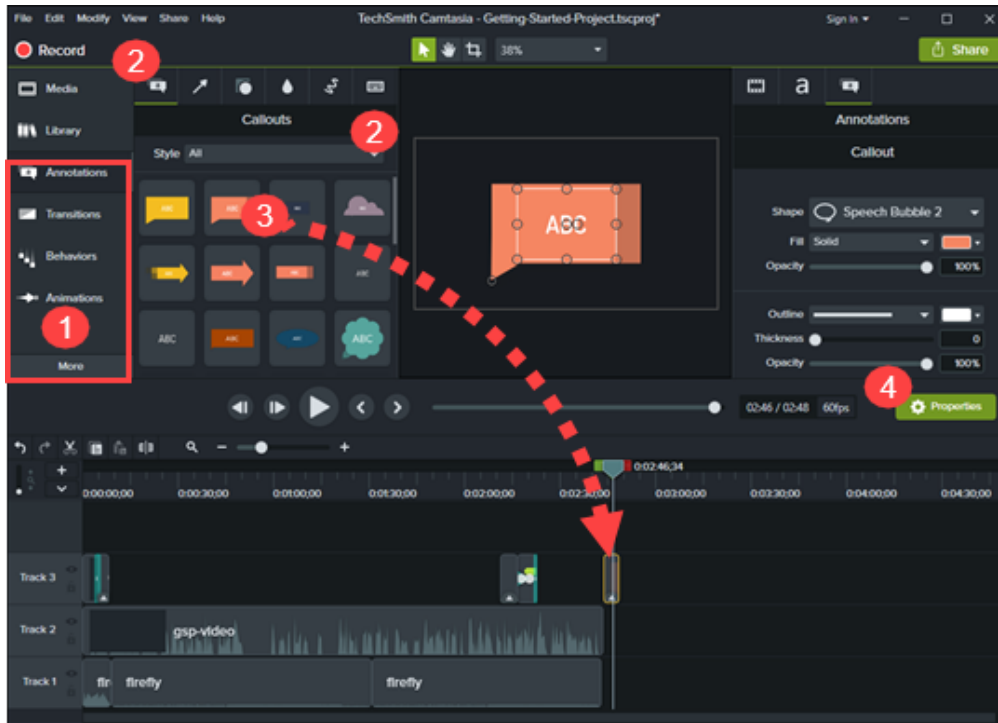 File Edit Modify View Share Help TechSmith Camtasia - Getting-Started-Project.tscproj* Sign In
Record 38% Share
2
Media
Library
Annotations
Transitions
Behaviors
Animations
1
More
Callouts
2
Style All
ABC ABC
3
ABC ABC ABC
ABC ABC ABC
ABC
Annotations
Callout
Shape Speech Bubble 2
Fill Solid
Opacity 100%
Outline
Thickness 0
Opacity 100%
4
02:46 / 02:48 60fps Properties
0:02:46;34
0:00:00;00 0:00:30;00 0:01:00;00 0:01:30;00 0:02:00;00 0:02:30;00 0:03:00;00 0:03:30;00 0:04:00;00 0:04:30;00
Track 3
Track 2 gsp-video
Track 1 fir firefly firefly